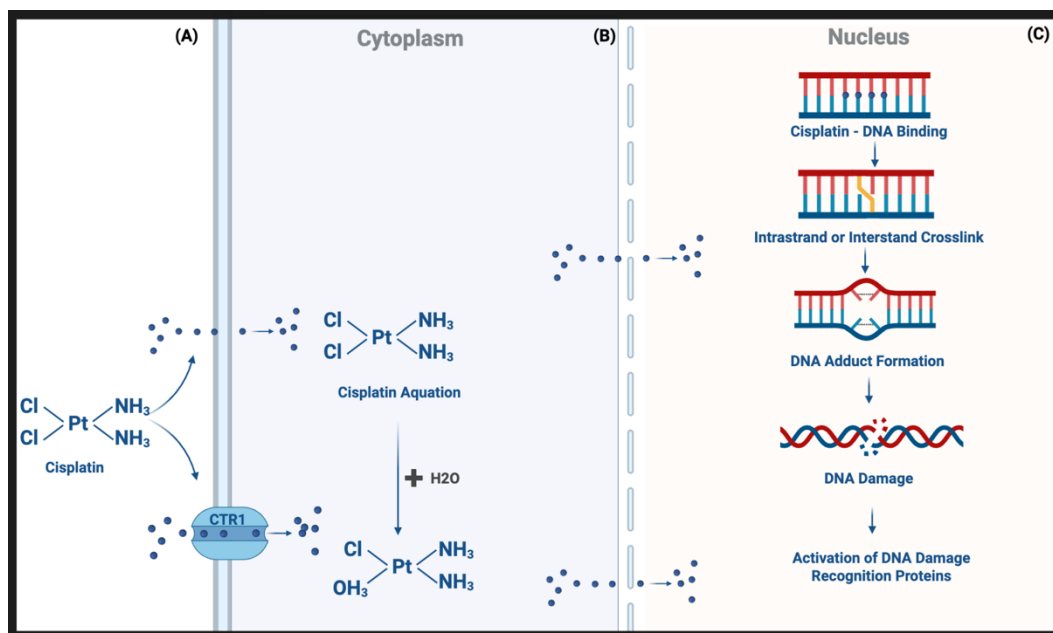 (A)
Cytoplasm
(B)
Nucleus
(C)
Cisplatin - DNA Binding
Intrastrand or Interstand Crosslink
DNA Adduct Formation
DNA Damage
Activation of DNA Damage
Recognition Proteins
Cl
NH₃
Pt
Cl
NH₃
Cisplatin
CTR1
Cl
NH₃
Pt
Cl
NH₃
Cisplatin Aquation
+ H2O
Cl
NH₃
Pt
OH₃
NH₃